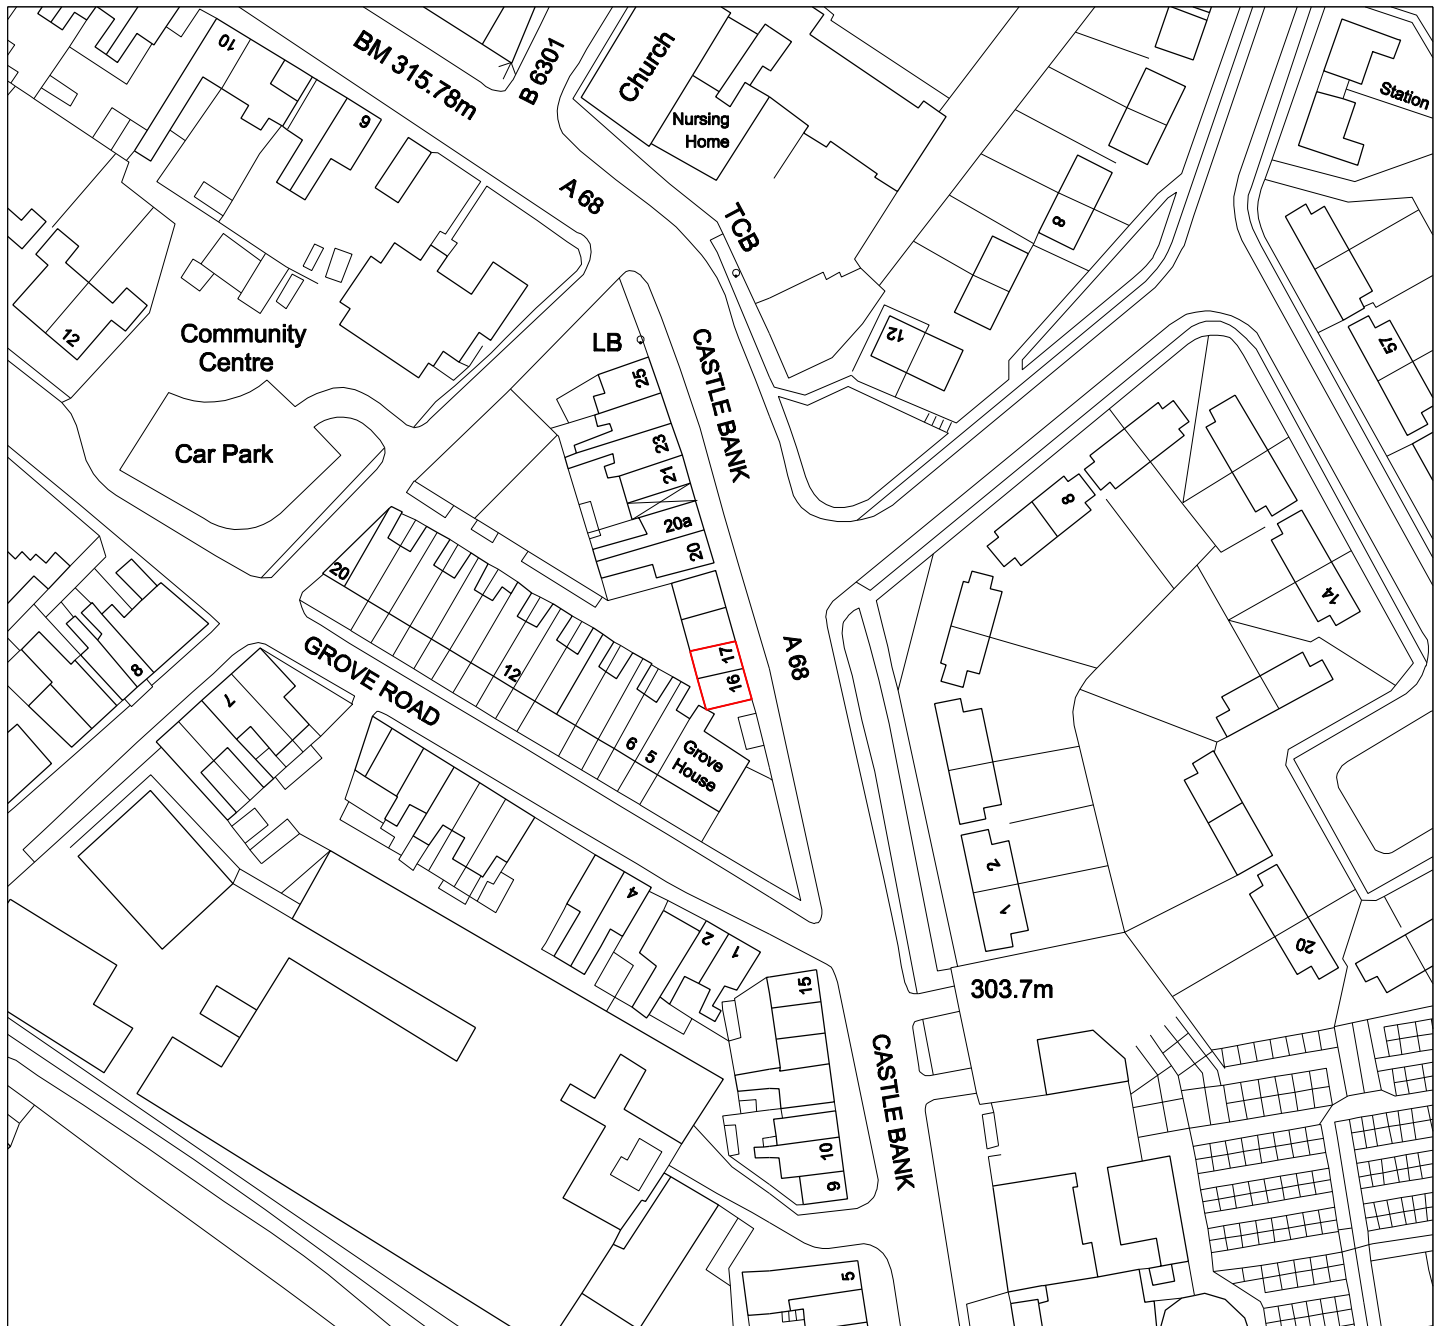 10
BM 315.78m
B 6301
Church
Station
9
Nursing
Home
A 68
TCB
8
12
Community
Centre
LB
CASTLE BANK
12
57
25
Car Park
23
21
20a
20
8
20
14
17
A 68
16
GROVE ROAD
12
8
7
6
5
Grove
House
2
1
4
2
1
20
15
303.7m
CASTLE BANK
10
9
5